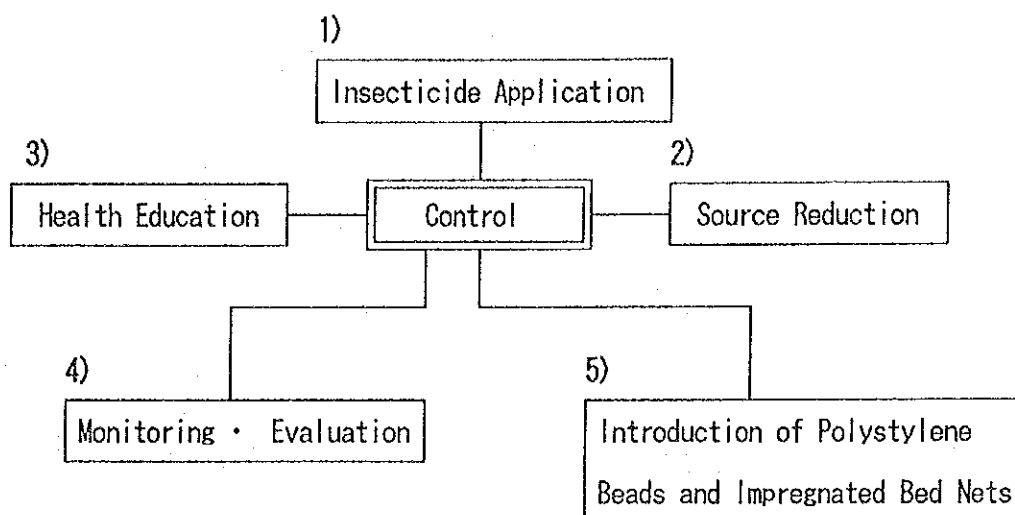 1)
Insecticide Application
3)
2)
Health Education
Control
Source Reduction
4)
5)
Monitoring ・ Evaluation
Introduction of Polystylene
Beads and Impregnated Bed Nets